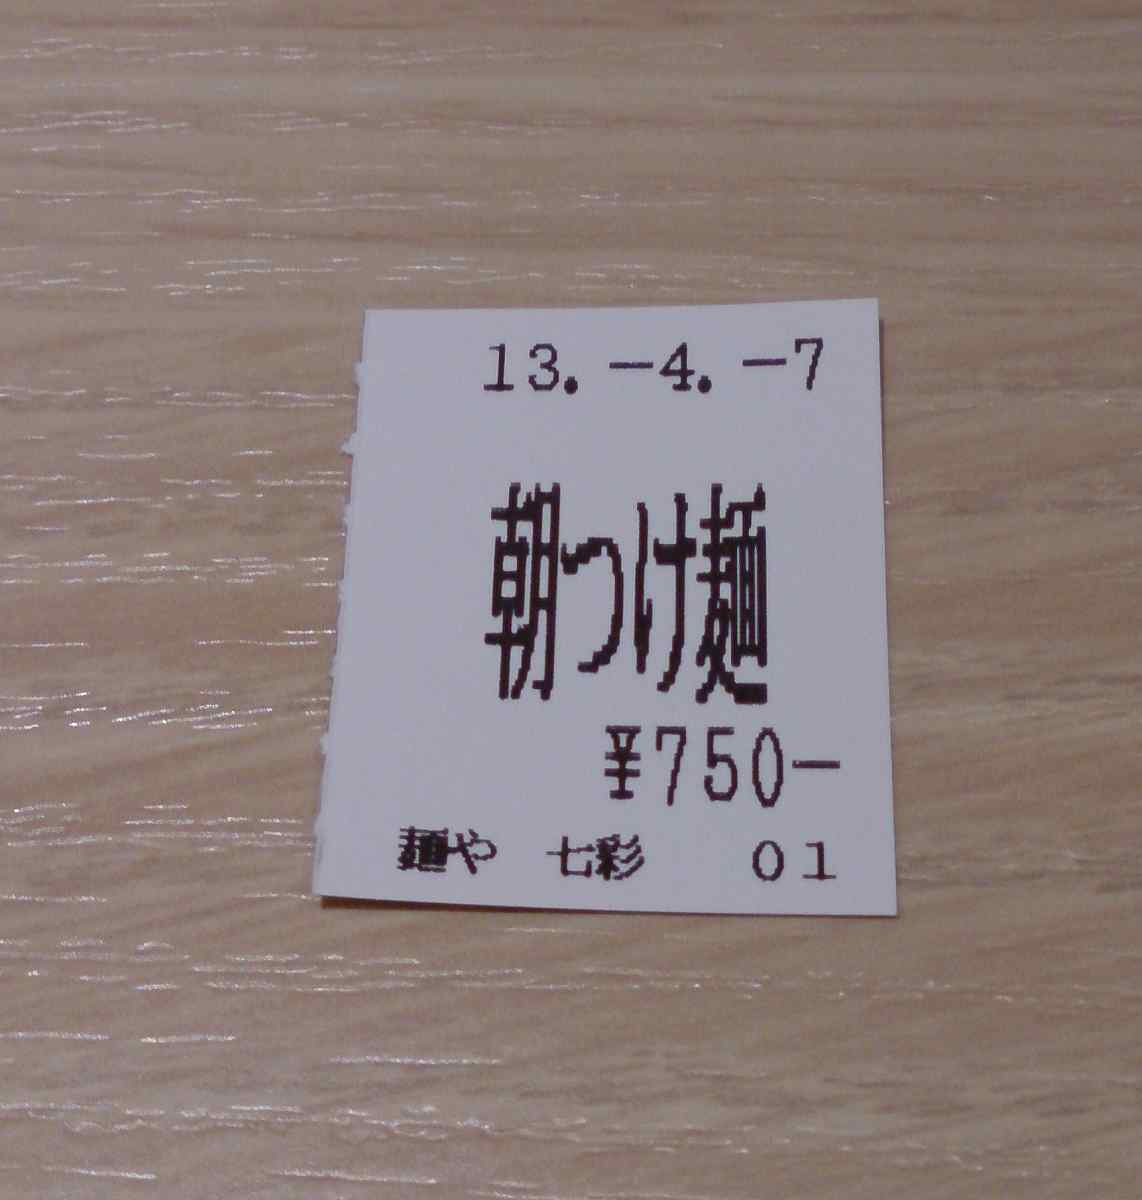 13.-4.-7
朝つけ麺
¥750-
麺や 七彩 01